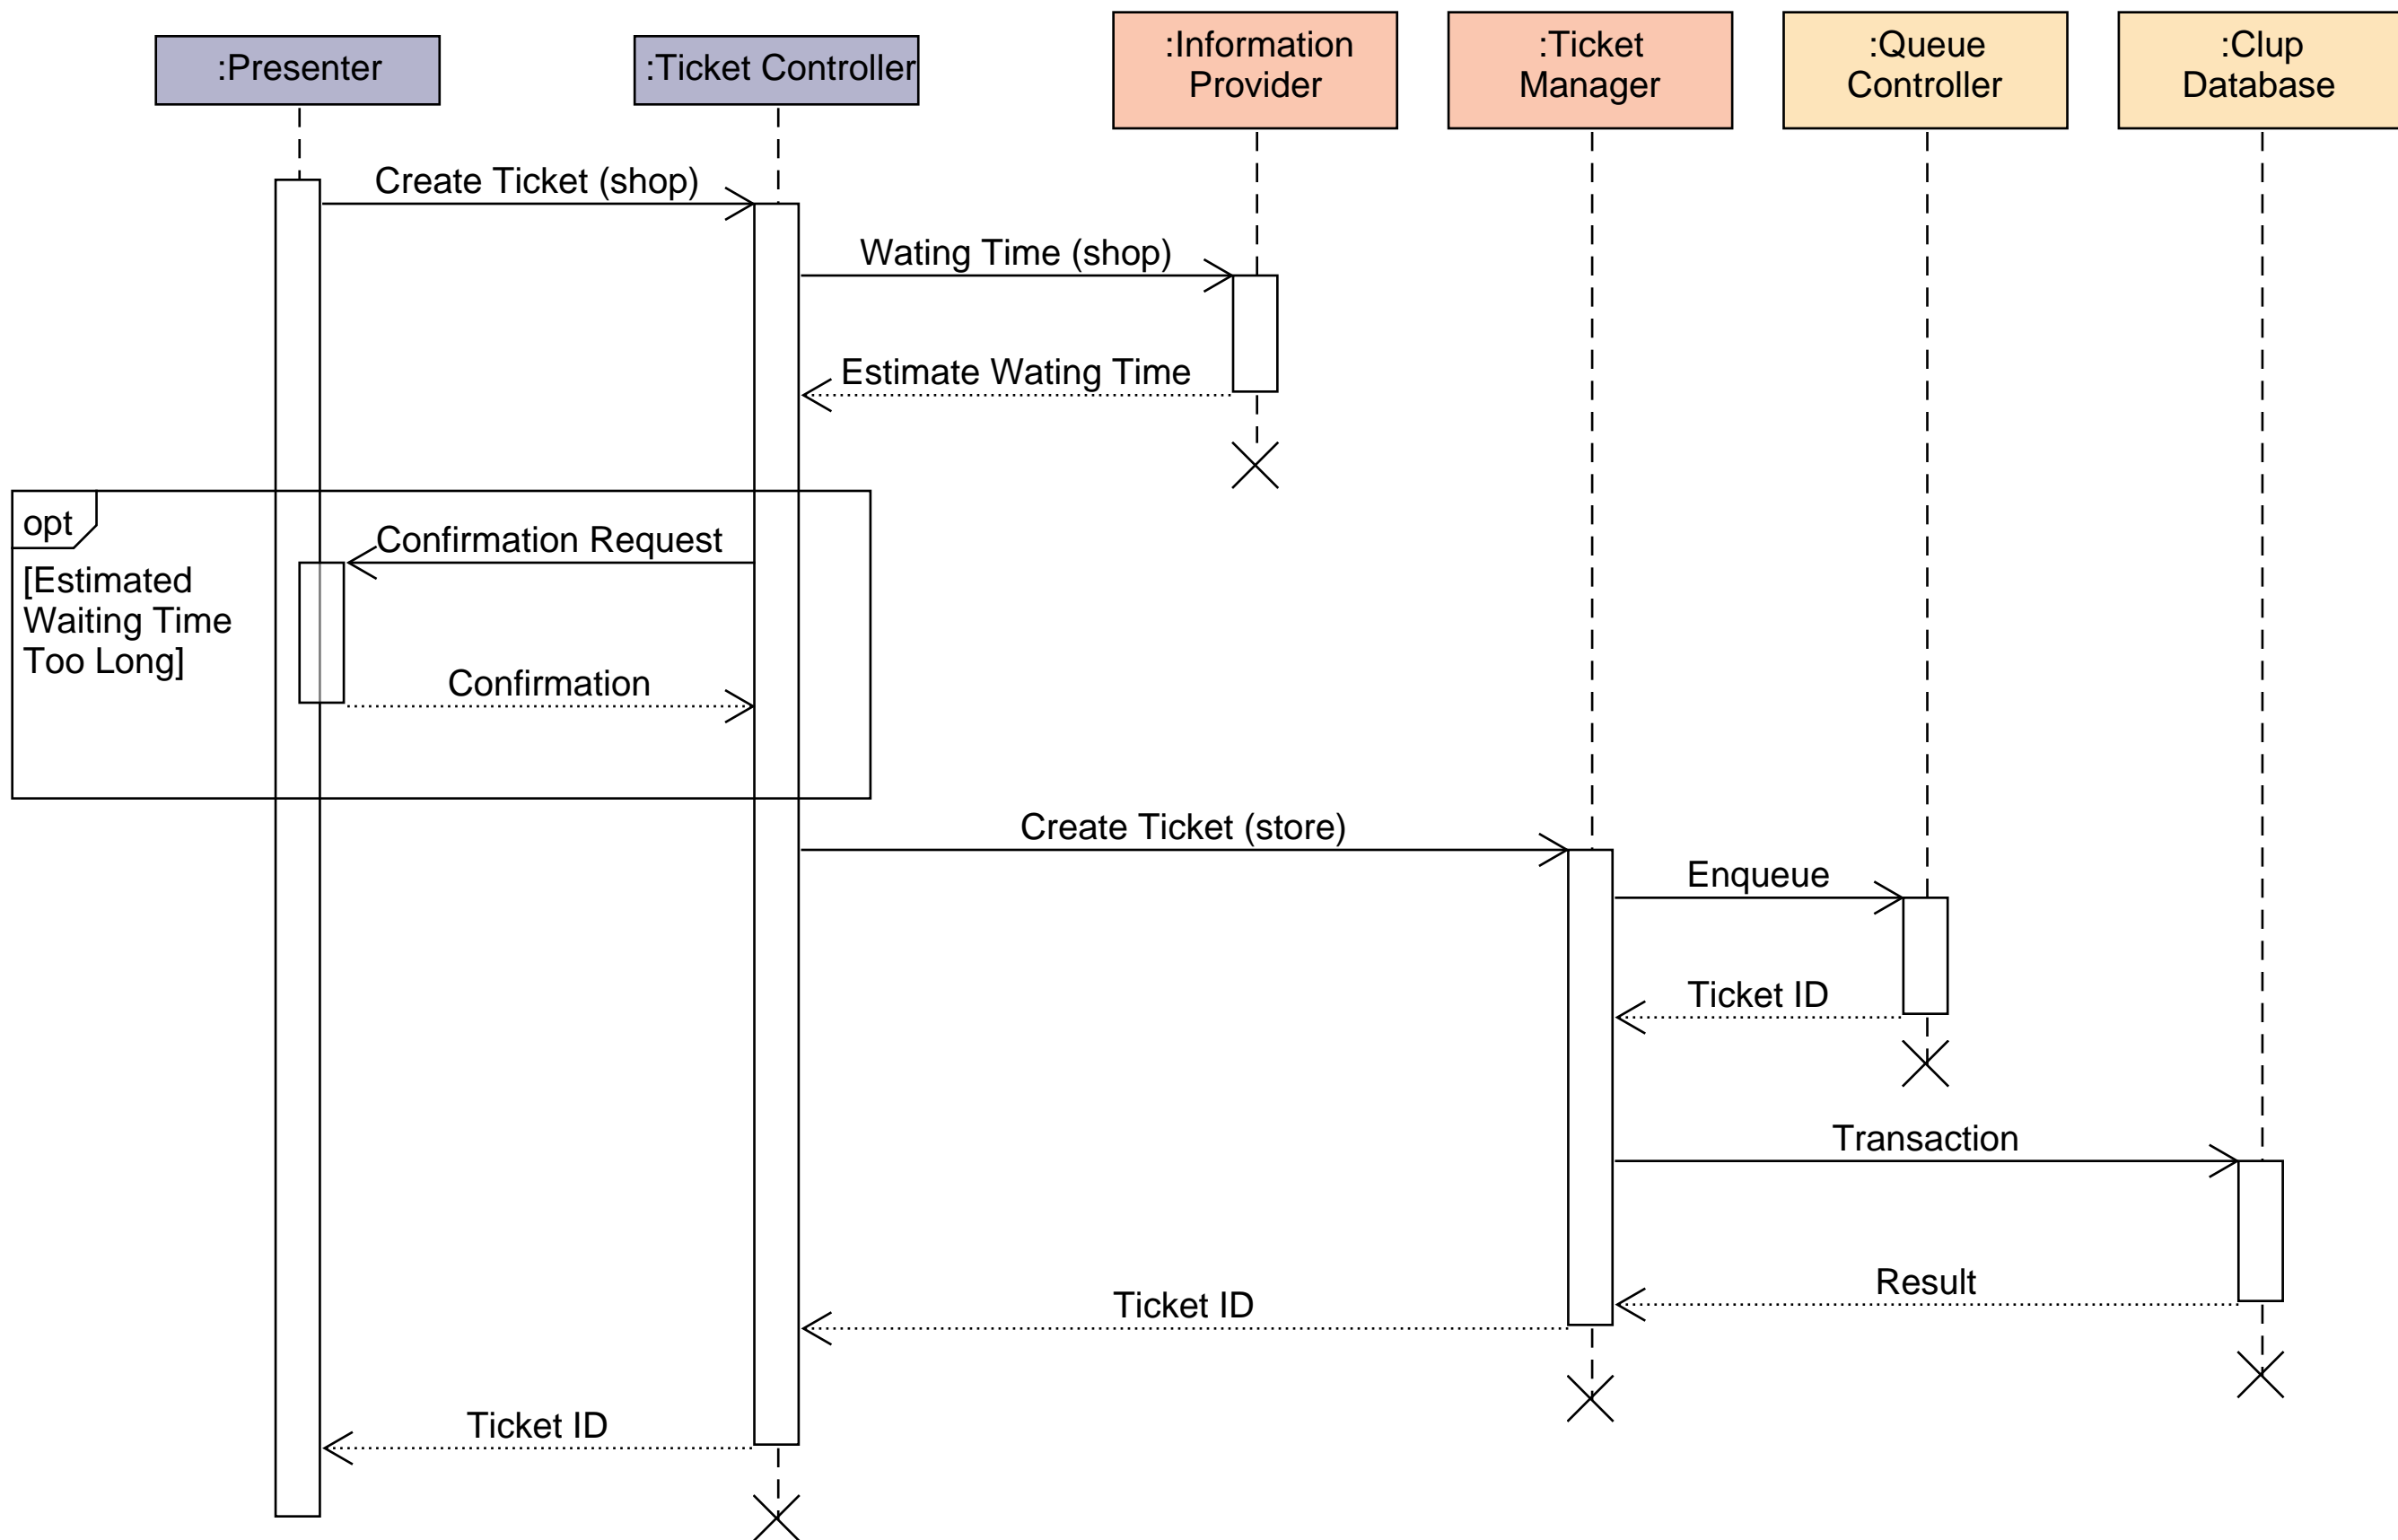 :Presenter
:Ticket Controller
:Information
Provider
:Ticket
Manager
:Queue
Controller
:Clup
Database
Create Ticket (shop)
Wating Time (shop)
Estimate Wating Time
opt
Confirmation Request
[Estimated
Waiting Time
Too Long]
Confirmation
Create Ticket (store)
Enqueue
Ticket ID
Transaction
Result
Ticket ID
Ticket ID